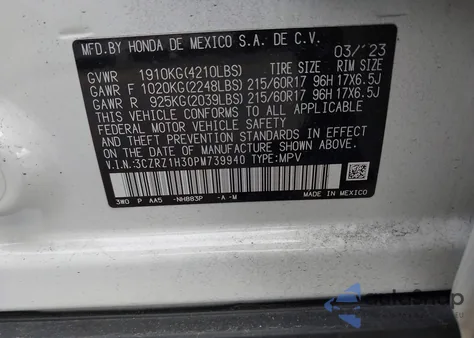 MFD.BY HONDA DE MEXICO S.A. DE C.V.
03/'23
TIRE SIZE RIM SIZE
GVWR 1910KG(4210LBS)
GAWR F 1020KG(2248LBS) 215/60R17 96H 17X6.5J
GAWR R 925KG(2039LBS) 215/60R17 96H 17X6.5J
THIS VEHICLE CONFORMS TO ALL APPLICABLE
FEDERAL MOTOR VEHICLE SAFETY, BUMPER,
AND THEFT PREVENTION STANDARDS IN EFFECT
ON THE DATE OF MANUFACTURE SHOWN ABOVE.
V.I.N.:3CZRZ1H30PM739940 TYPE:MPV
3W0 P AA5 -NH883P -A -M
MADE IN MEXICO
AutoSnap